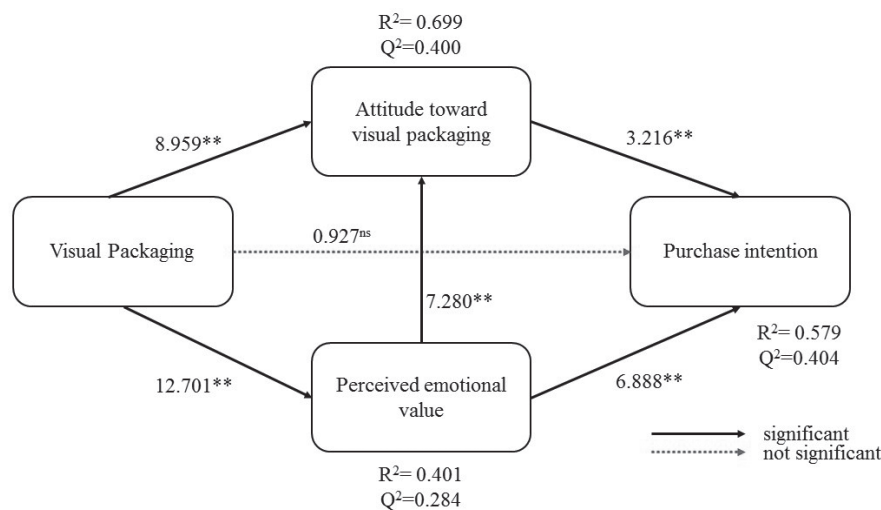 R²= 0.699
Q²=0.400
Attitude toward
visual packaging
8.959**
3.216**
Visual Packaging
0.927ⁿˢ
Purchase intention
7.280**
12.701**
Perceived emotional
value
6.888**
R²= 0.579
Q²=0.404
R²= 0.401
Q²=0.284
significant
not significant